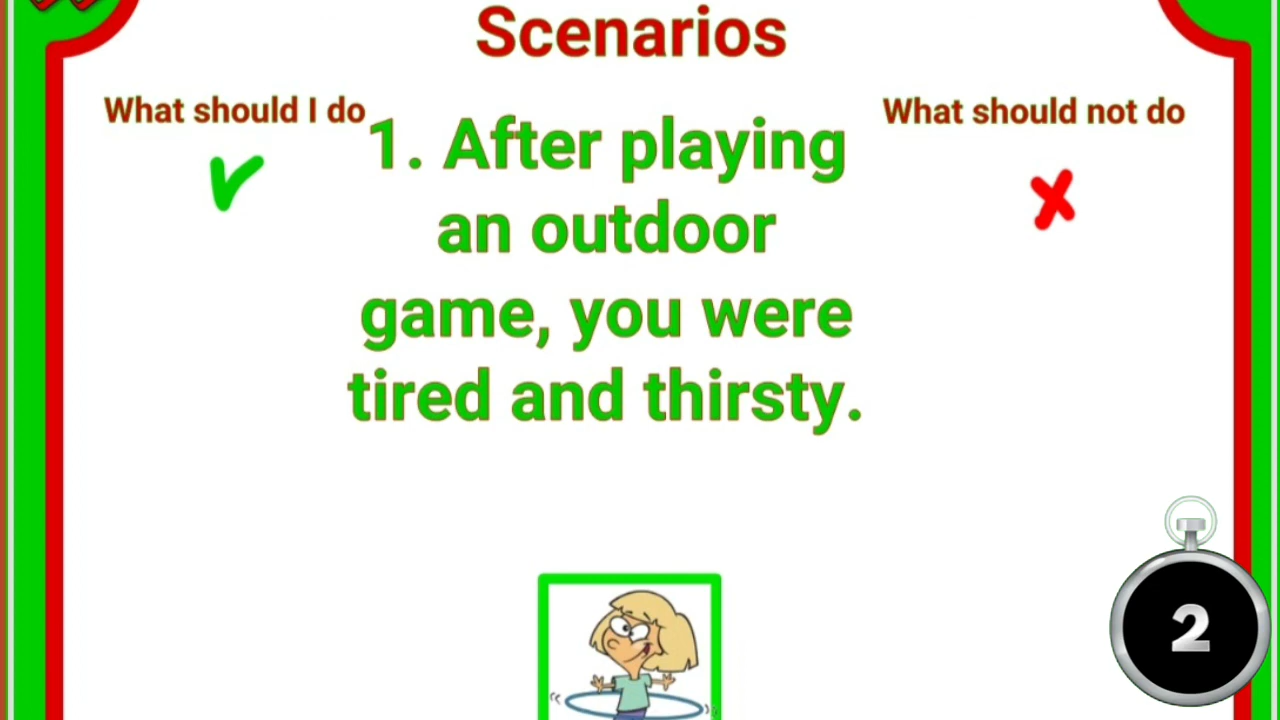 Scenarios
What should I do
What should not do
1. After playing
an outdoor
game, you were
tired and thirsty.
2